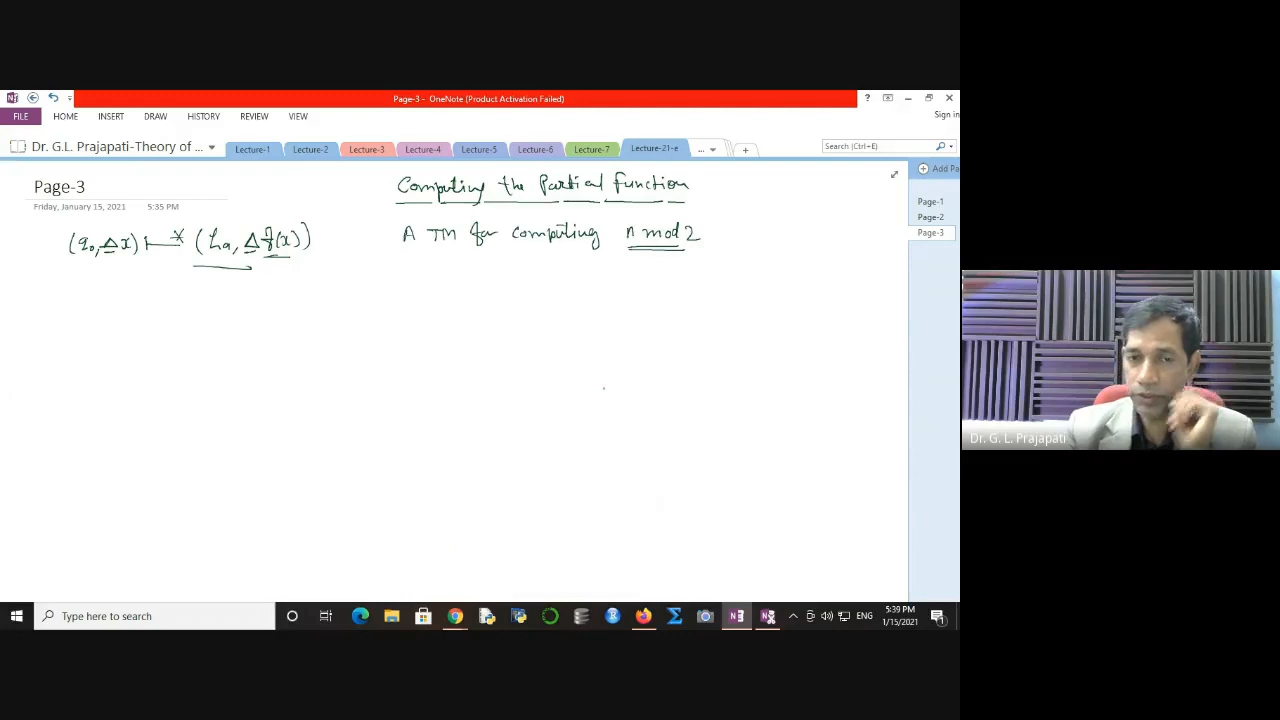 Page-3 - OneNote (Product Activation Failed)
FILE HOME INSERT DRAW HISTORY REVIEW VIEW
Sign in
Dr. G.L. Prajapati-Theory of ...
Lecture-1 Lecture-2 Lecture-3 Lecture-4 Lecture-5 Lecture-6 Lecture-7 Lecture-21-e ...
Search (Ctrl+E)
Add Pa
Page-1
Page-2
Page-3
Page-3
Friday, January 15, 2021 5:35 PM
Computing the Partial function
A TM for computing n mod 2
(q₀, Δx) ⊢* (hₐ, Δf(x))
Dr. G. L. Prajapati
Type here to search
ENG
5:39 PM
1/15/2021